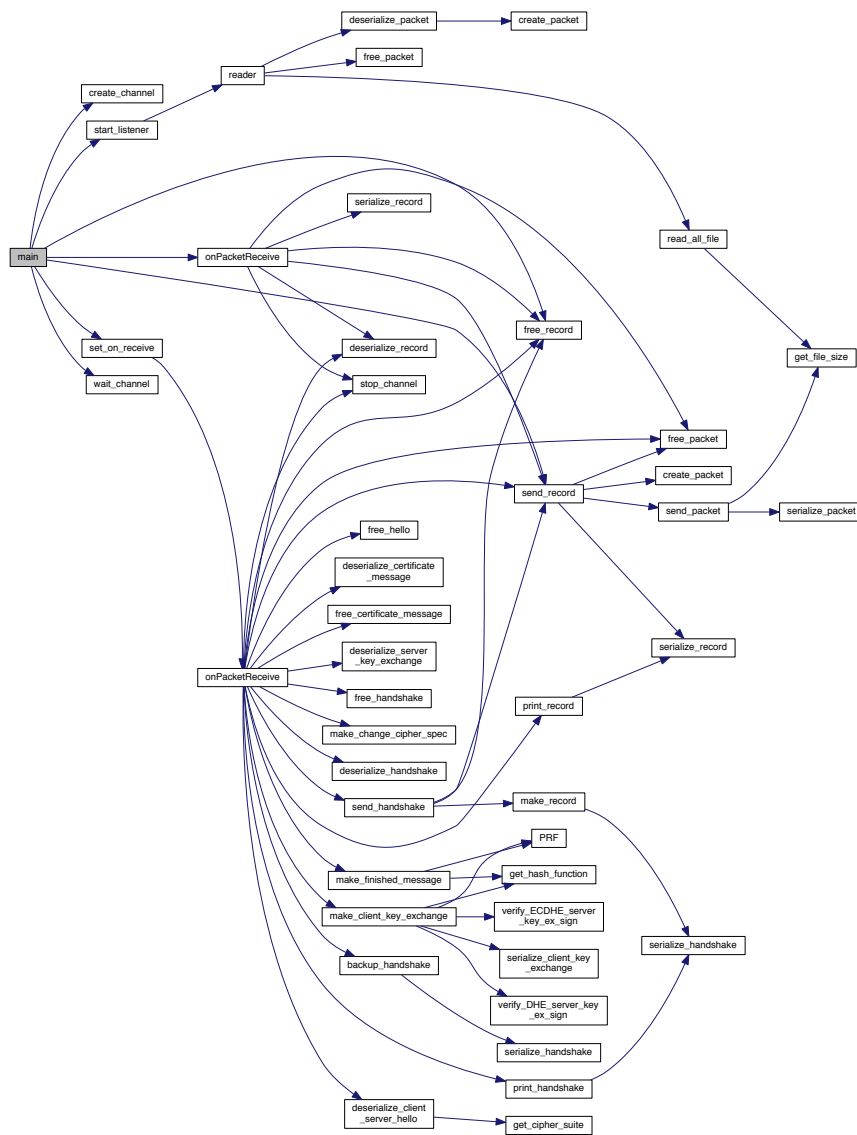 deserialize_packet
create_packet
free_packet
reader
create_channel
start_listener
serialize_record
read_all_file
main
onPacketReceive
free_record
set_on_receive
deserialize_record
get_file_size
wait_channel
stop_channel
free_packet
create_packet
send_record
send_packet
serialize_packet
free_hello
deserialize_certificate
_message
free_certificate_message
deserialize_server
_key_exchange
serialize_record
onPacketReceive
free_handshake
print_record
make_change_cipher_spec
deserialize_handshake
send_handshake
make_record
PRF
make_finished_message
get_hash_function
make_client_key_exchange
verify_ECDHE_server
_key_ex_sign
serialize_handshake
backup_handshake
serialize_client_key
_exchange
verify_DHE_server_key
_ex_sign
serialize_handshake
print_handshake
deserialize_client
_server_hello
get_cipher_suite